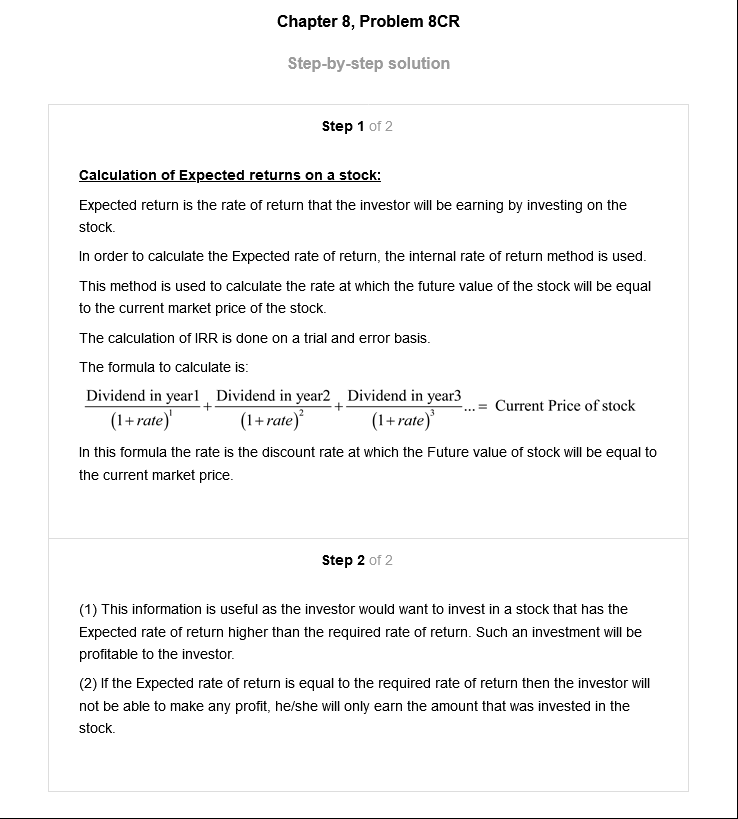 Chapter 8, Problem 8CR
Step-by-step solution
Step 1 of 2
Calculation of Expected returns on a stock:
Expected return is the rate of return that the investor will be earning by investing on the
stock.
In order to calculate the Expected rate of return, the internal rate of return method is used.
This method is used to calculate the rate at which the future value of the stock will be equal
to the current market price of the stock.
The calculation of IRR is done on a trial and error basis.
The formula to calculate is:
Dividend in year1/(1+rate)^1 + Dividend in year2/(1+rate)^2 + Dividend in year3/(1+rate)^3 ...= Current Price of stock
In this formula the rate is the discount rate at which the Future value of stock will be equal to
the current market price.
Step 2 of 2
(1) This information is useful as the investor would want to invest in a stock that has the
Expected rate of return higher than the required rate of return. Such an investment will be
profitable to the investor.
(2) If the Expected rate of return is equal to the required rate of return then the investor will
not be able to make any profit, he/she will only earn the amount that was invested in the
stock.